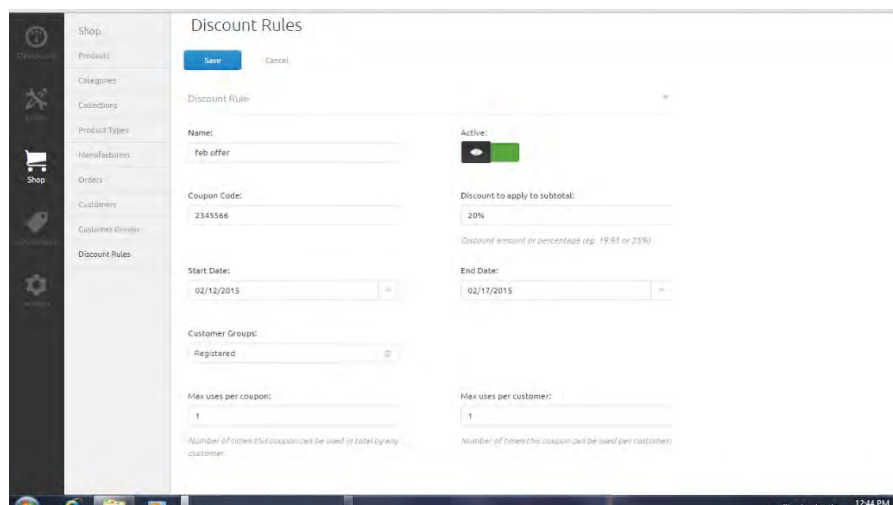 Discount Rules
Save
Cancel
Shop
Products
Categories
Collections
Product Types
Manufacturers
Orders
Customers
Customer Groups
Discount Rules
Shop
Discount Rule
Name:
Active:
feb offer
Coupon Code:
Discount to apply to subtotal:
2345566
20%
Discount amount or percentage (eg. 19.95 or 25%)
Start Date:
End Date:
02/12/2015
02/17/2015
Customer Groups:
Registered
Max uses per coupon:
Max uses per customer:
1
1
Number of times this coupon can be used in total by any
customer.
Number of times this coupon can be used per customer.
12:44 PM